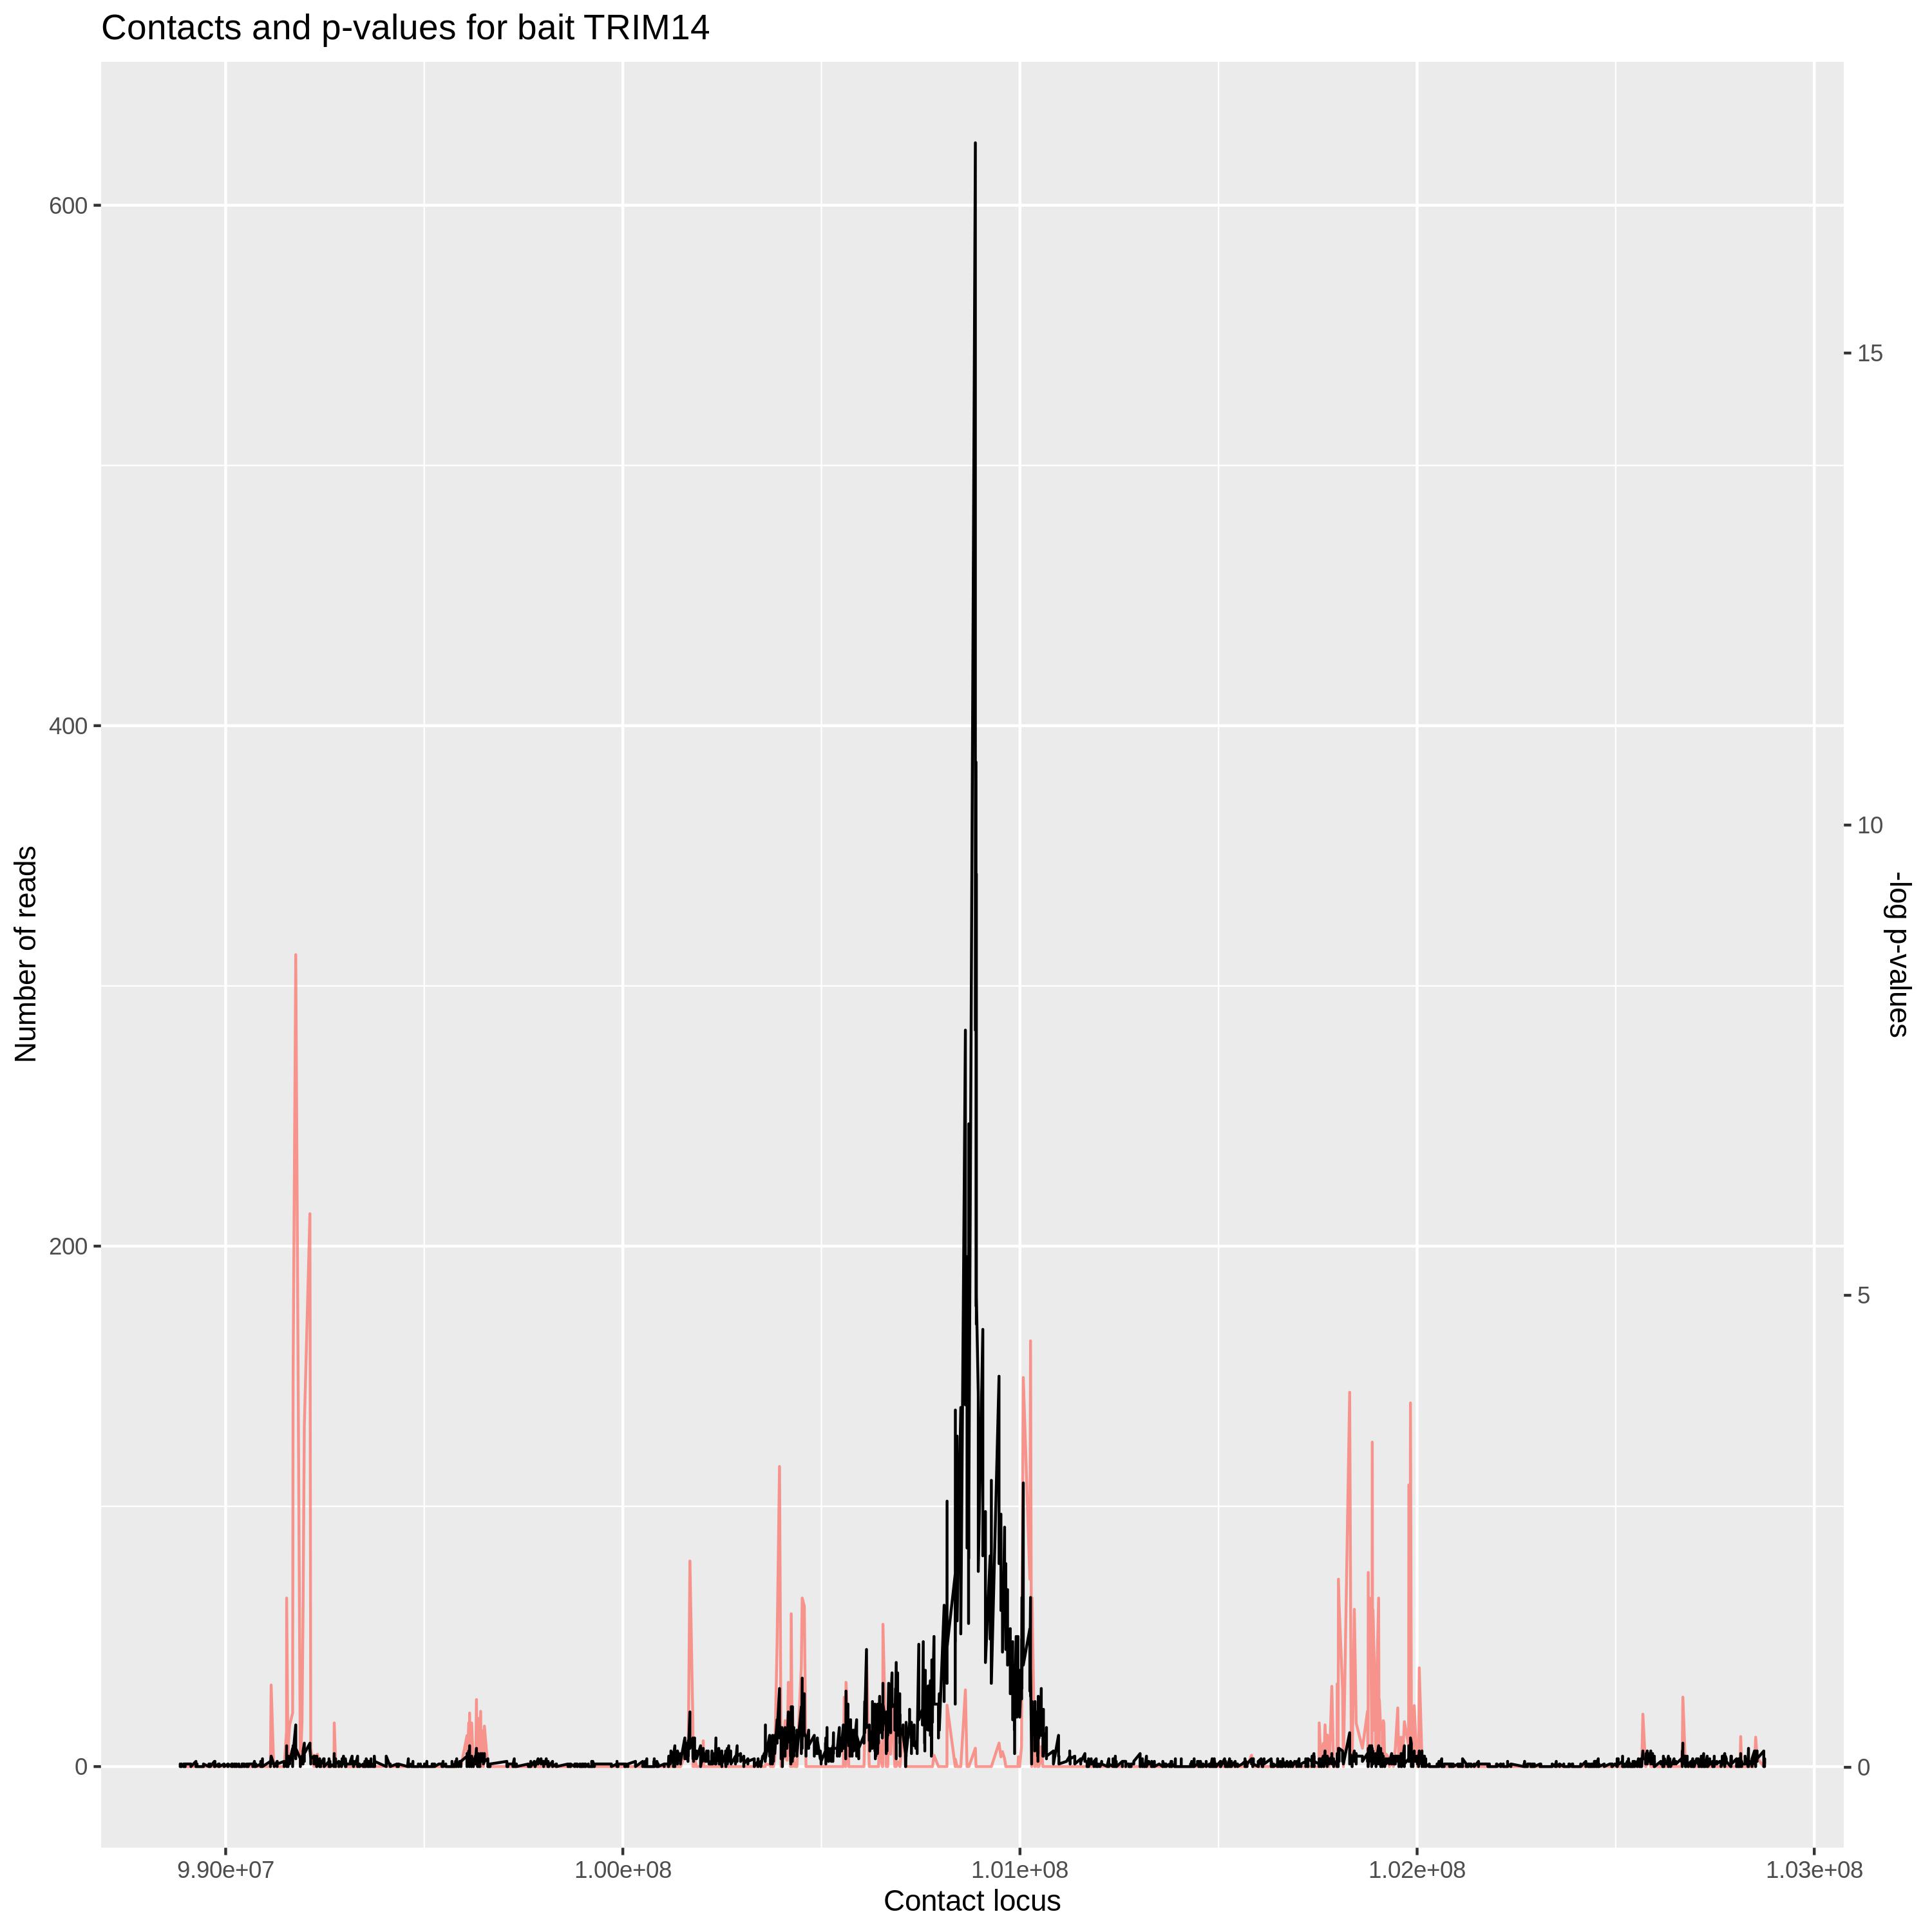 Contacts and p-values for bait TRIM14
600
400
200
0
15
10
5
0
Number of reads
-log p-values
9.90e+07
1.00e+08
1.01e+08
1.02e+08
1.03e+08
Contact locus